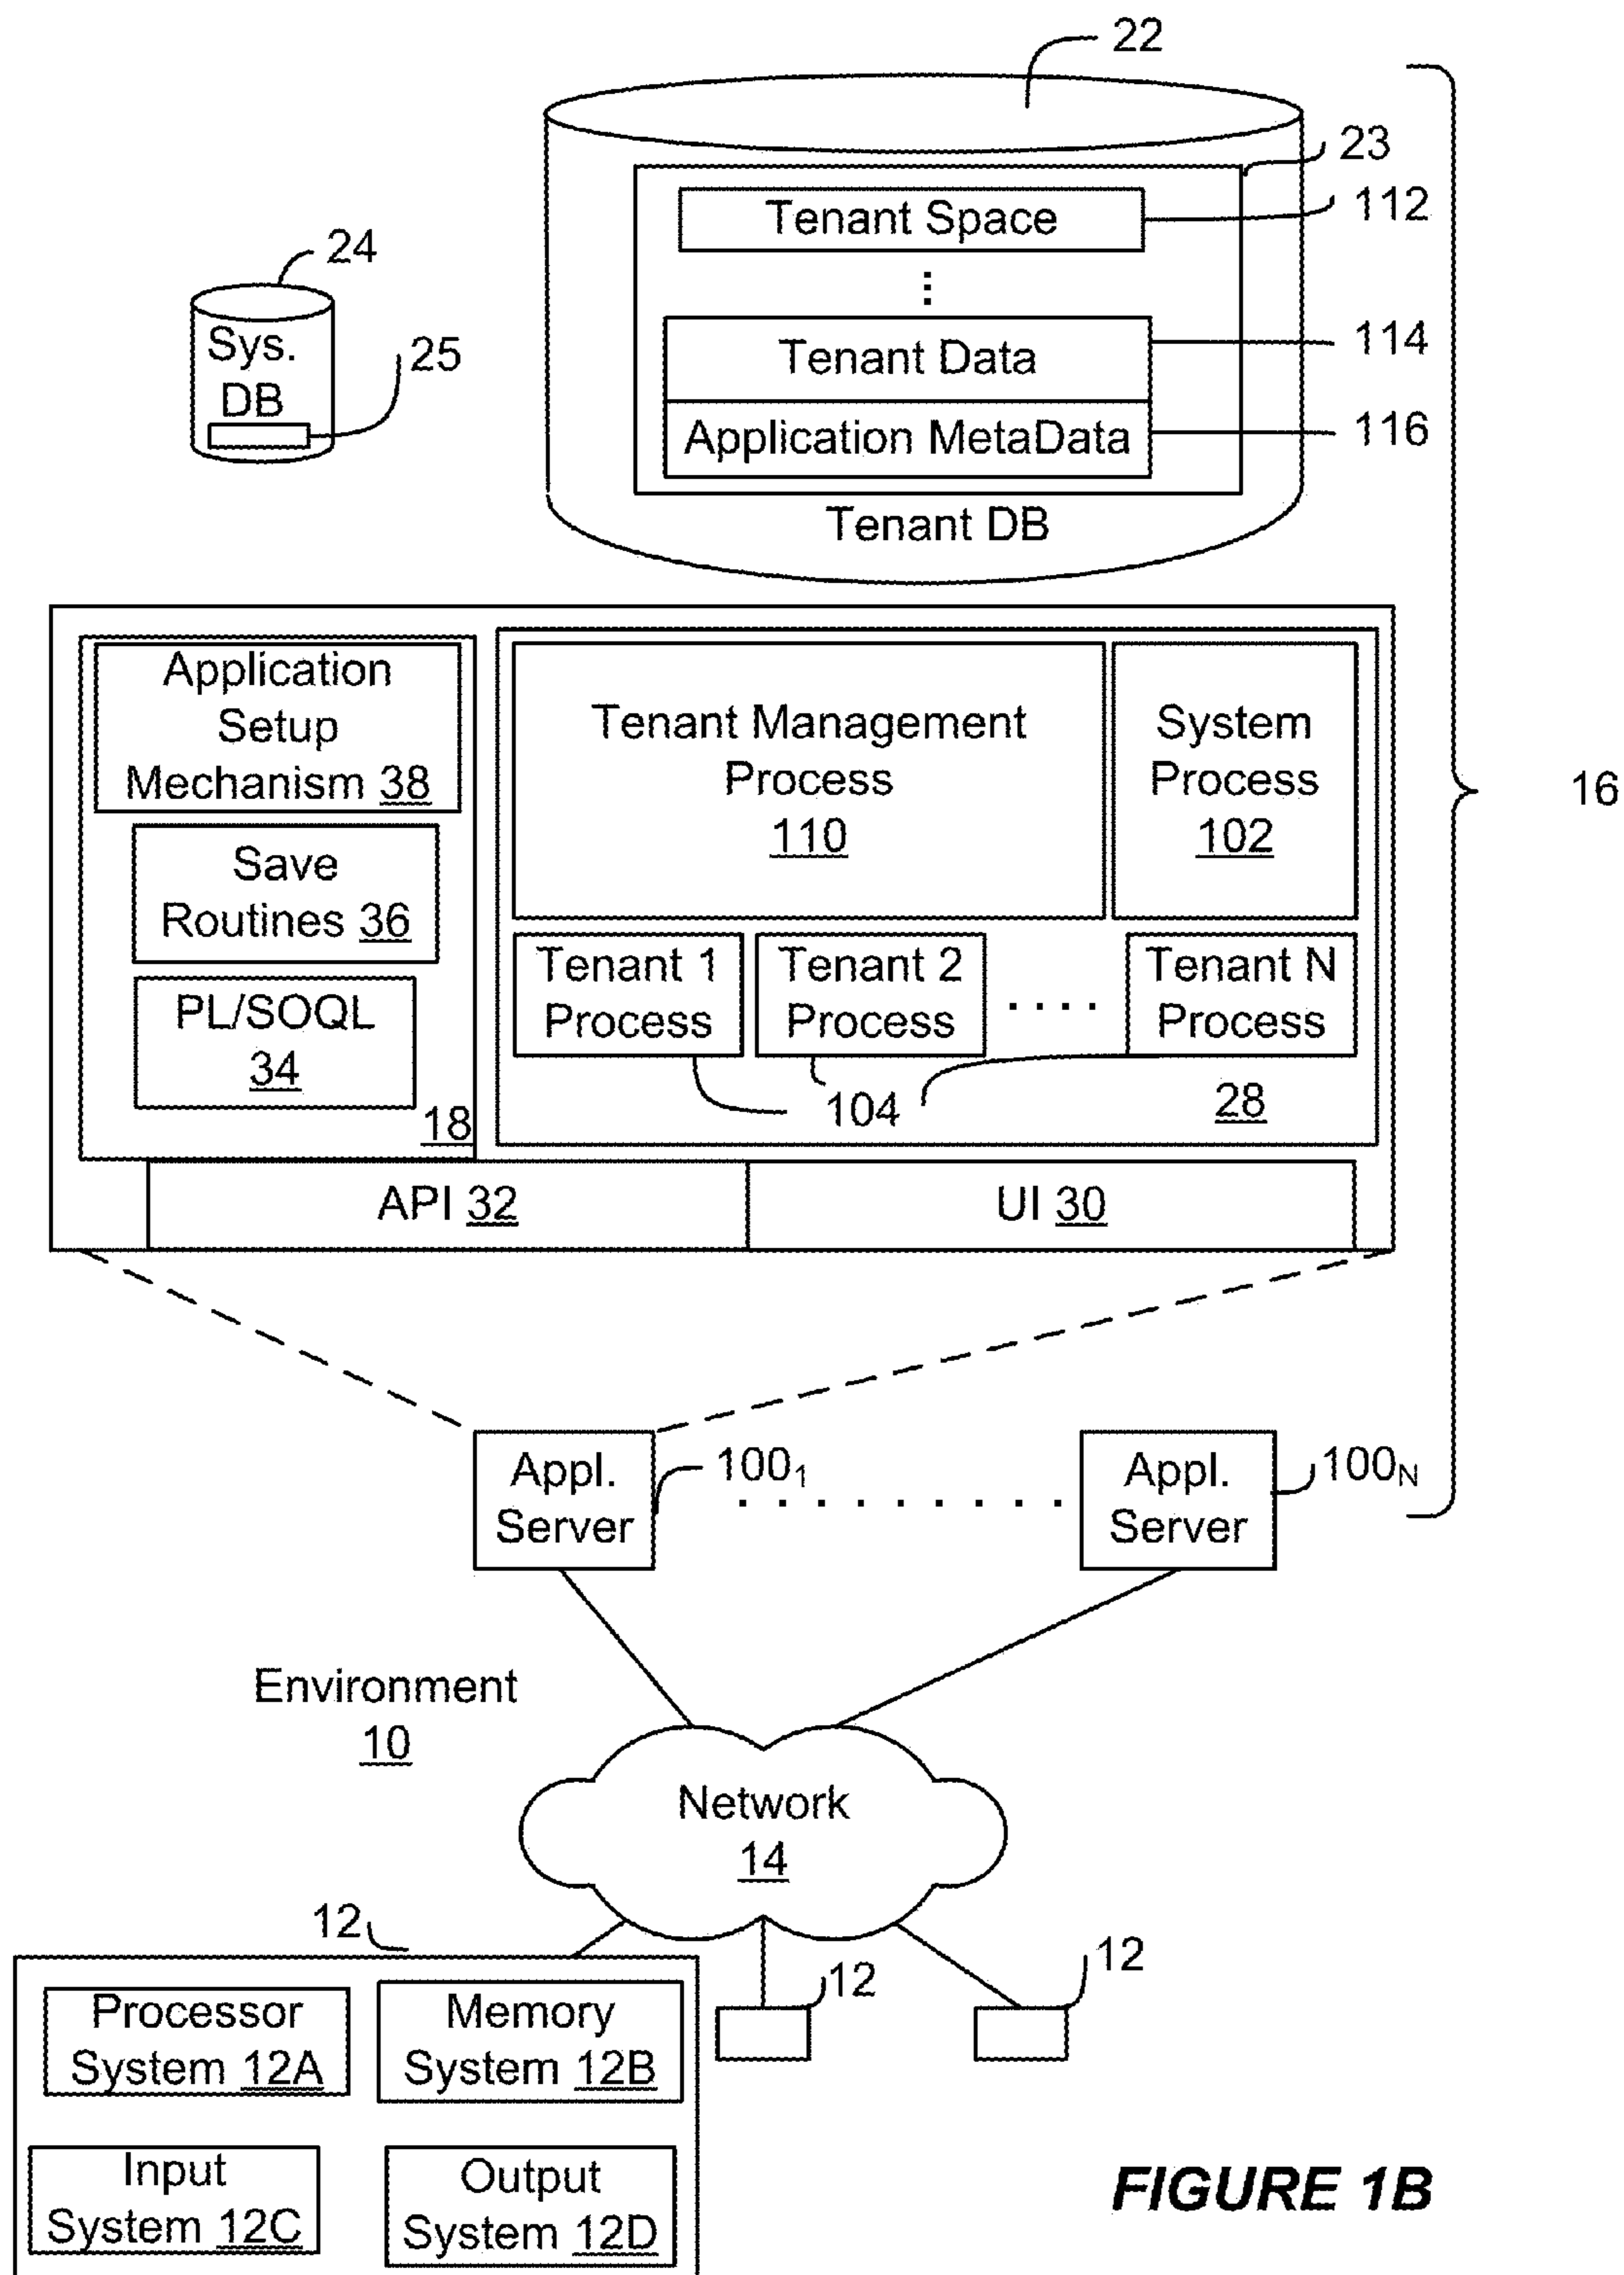 22
23
Tenant Space
112
24
Sys.
DB
25
Tenant Data
114
Application MetaData
116
Tenant DB
Application
Setup
Mechanism 38
Save
Routines 36
PL/SOQL
34
18
Tenant Management
Process
110
System
Process
102
16
Tenant 1
Process
Tenant 2
Process
Tenant N
Process
104
28
API 32
UI 30
Appl.
Server
100₁
Appl.
Server
100N
Environment
10
Network
14
12
12
12
Processor
System 12A
Memory
System 12B
Input
System 12C
Output
System 12D
FIGURE 1B